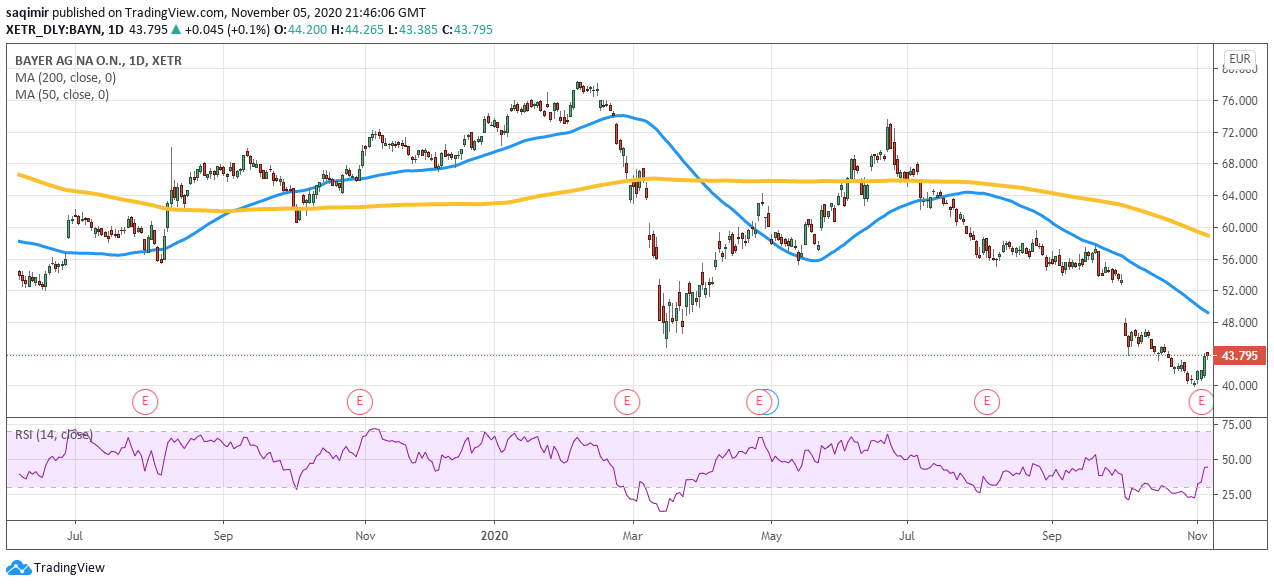 saqimir published on TradingView.com, November 05, 2020 21:46:06 GMT
XETR_DLY:BAYN, 1D 43.795 ▲ +0.045 (+0.1%) O:44.200 H:44.265 L:43.385 C:43.795
BAYER AG NA O.N., 1D, XETR
MA (200, close, 0)
MA (50, close, 0)
EUR
80.000
76.000
72.000
68.000
64.000
60.000
56.000
52.000
48.000
43.795
40.000
E E E E E E
RSI (14, close)
75.00
50.00
25.00
Jul Sep Nov 2020 Mar May Jul Sep Nov
TradingView